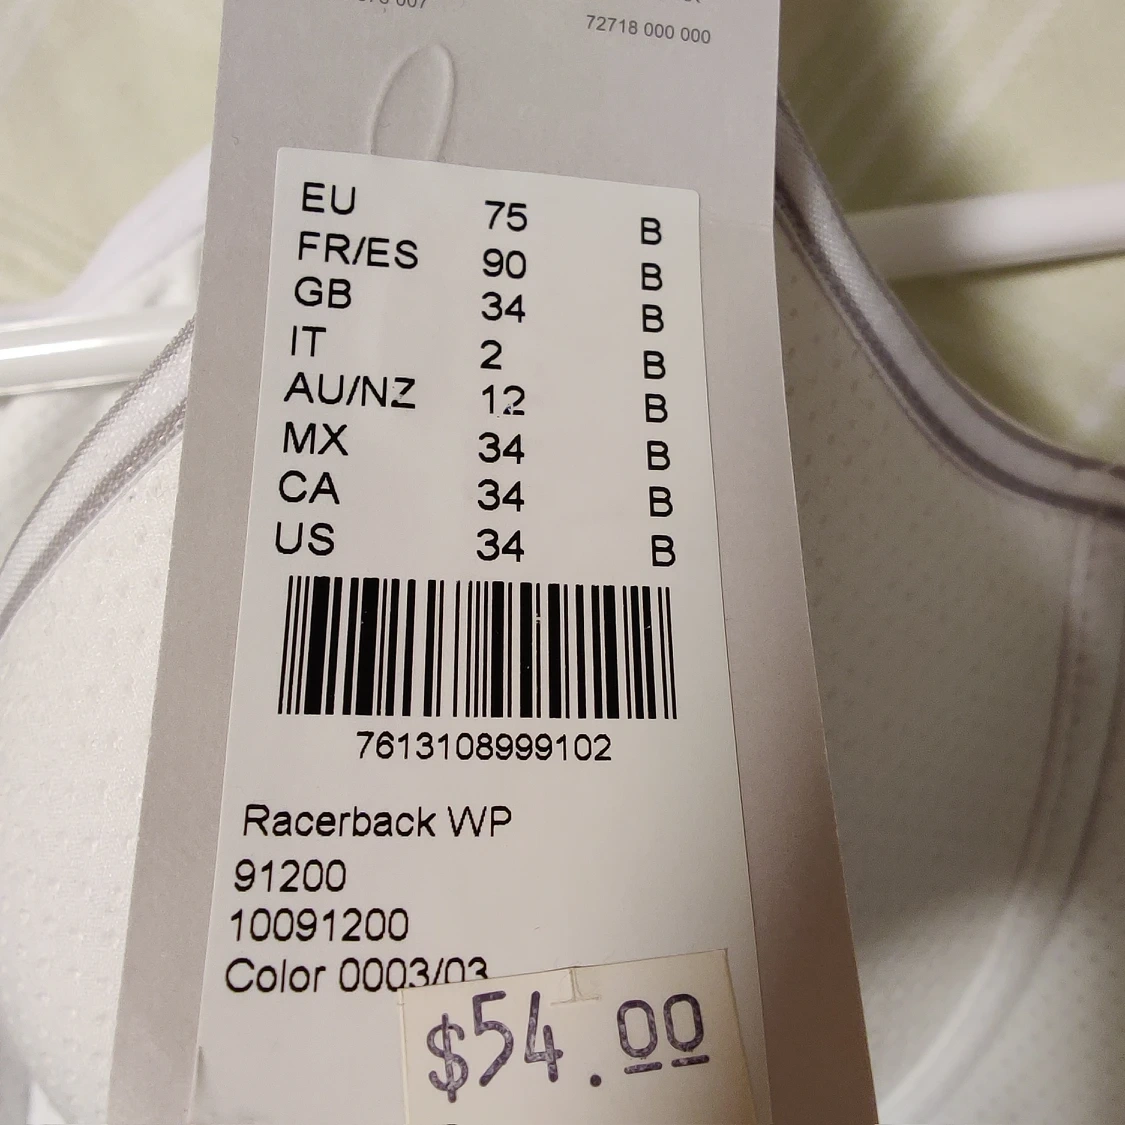 72718 000 000
EU 75 B
FR/ES 90 B
GB 34 B
IT 2 B
AU/NZ 12 B
MX 34 B
CA 34 B
US 34 B
7613108999102
Racerback WP
91200
10091200
Color 0003/03
$54.00